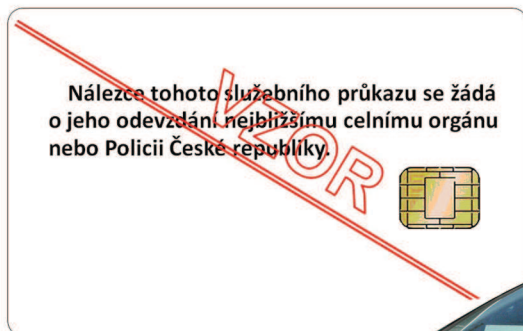 Nálezce tohoto služebního průkazu se žádá
o jeho odevzdání nejbližšímu celnímu orgánu
nebo Policii České republiky.
VZOR